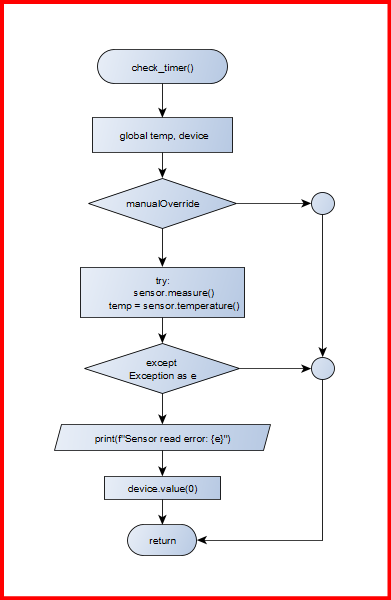 check_timer()
global temp, device
manualOverride
try:
sensor.measure()
temp = sensor.temperature()
except
Exception as e
print(f"Sensor read error: {e}")
device.value(0)
return